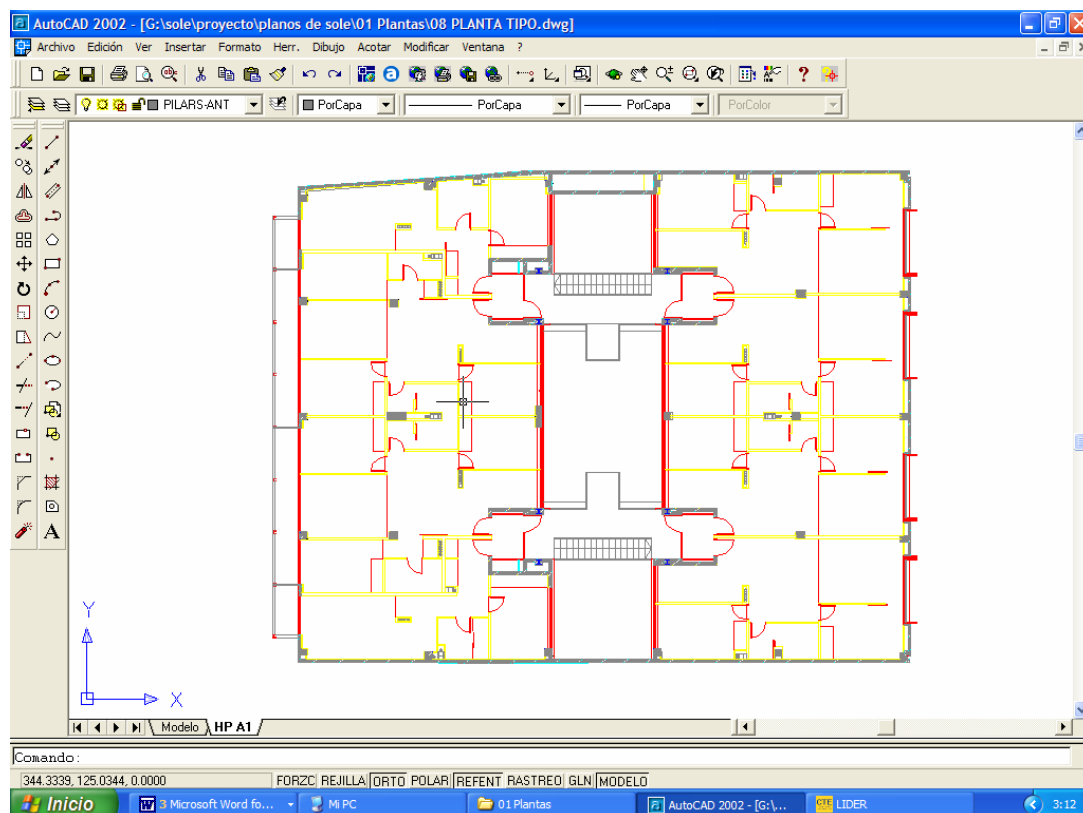 AutoCAD 2002 - [G:\sole\proyecto\planos de sole\01 Plantas\08 PLANTA TIPO.dwg]
Archivo Edición Ver Insertar Formato Herr. Dibujo Acotar Modificar Ventana ?
PILARS-ANT PorCapa PorCapa PorCapa PorColor
A
Y
X
Modelo HP A1
Comando:
344.3339, 125.0344, 0.0000 FORZC REJILLA ORTO POLAR REFENT RASTREO GLN MODELO
Inicio 3 Microsoft Word fo... Mi PC 01 Plantas AutoCAD 2002 - [G:\... CTE LIDER 3:12